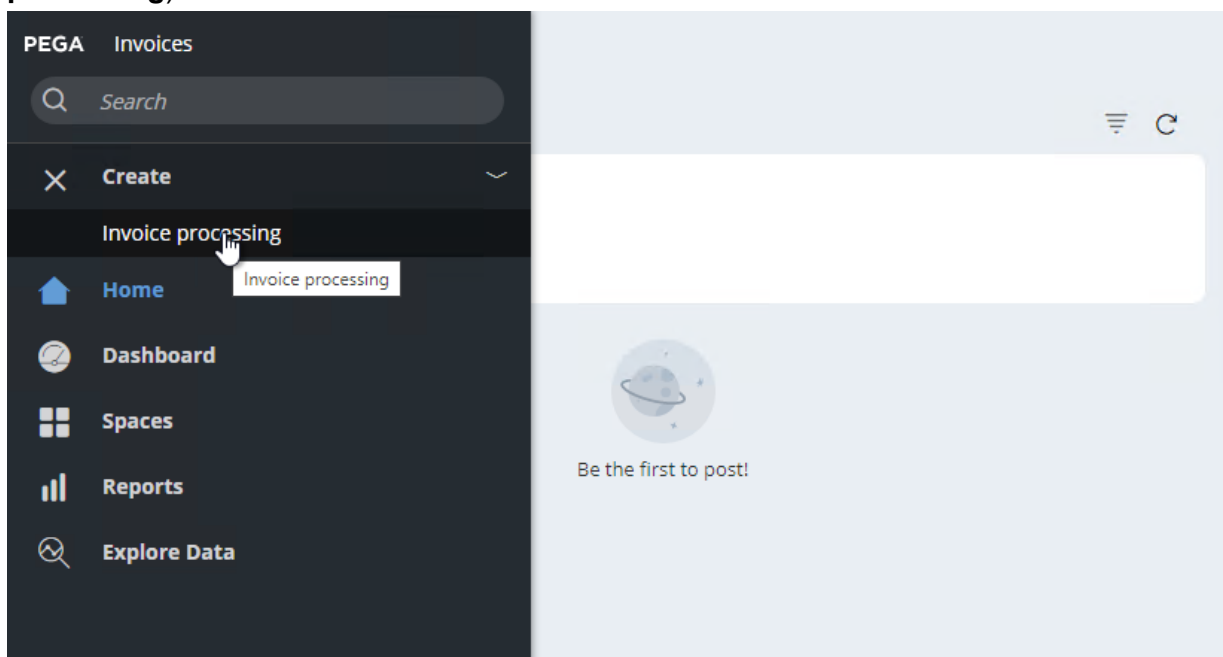 PEGA Invoices
Search
Create
Invoice processing
Invoice processing
Home
Dashboard
Spaces
Reports
Explore Data
Be the first to post!